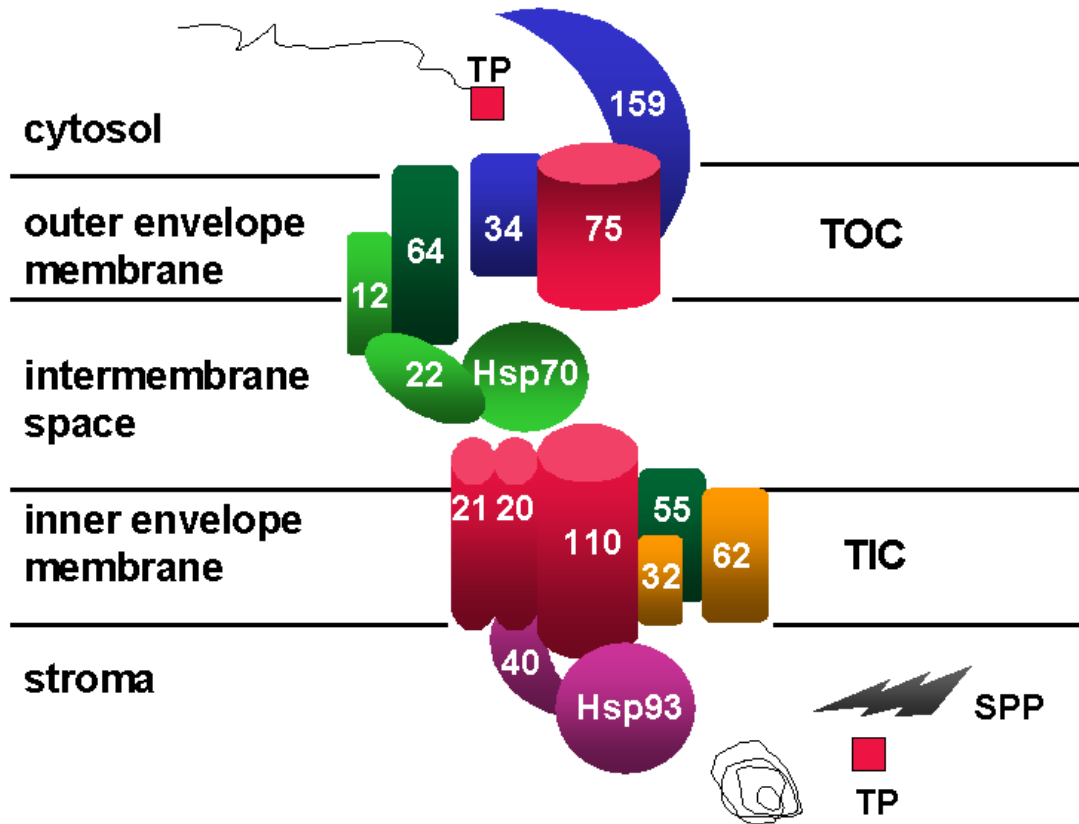 TP
159
cytosol
outer envelope
membrane
64
34
75
TOC
12
intermembrane
space
22
Hsp70
inner envelope
membrane
21
20
110
55
32
62
TIC
stroma
40
Hsp93
SPP
TP